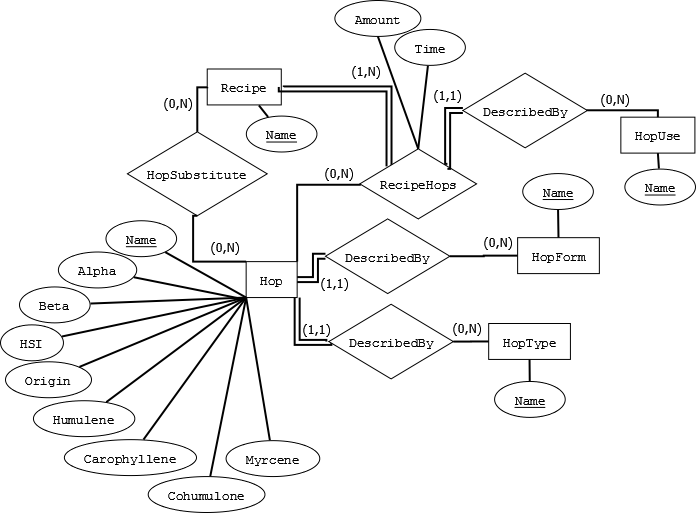 Amount
Time
(1,N)
Recipe
(0,N)
(1,1)
(0,N)
DescribedBy
HopUse
Name
Name
HopSubstitute
(0,N)
RecipeHops
Name
Name
(0,N)
Alpha
Hop
(1,1)
DescribedBy
(0,N)
HopForm
Beta
HSI
(1,1)
DescribedBy
(0,N)
HopType
Origin
Name
Humulene
Carophyllene
Myrcene
Cohumulone